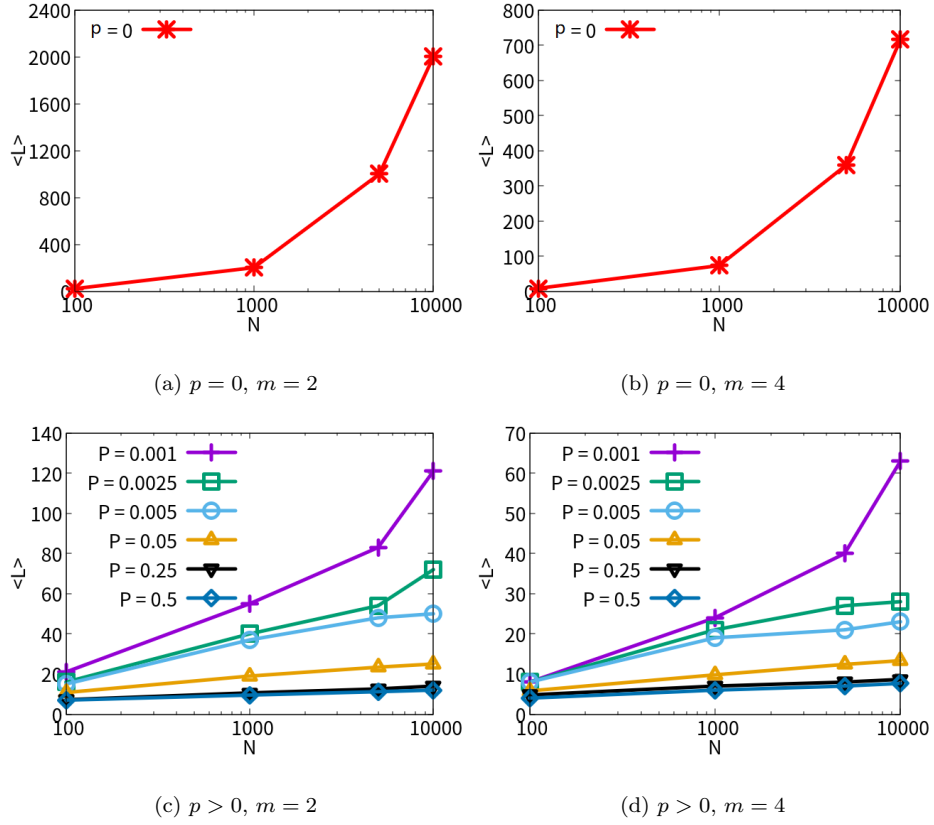 2400
2000
1600
1200
800
400
0
<L>
p = 0
100
1000
10000
N
(a) p = 0, m = 2
800
700
600
500
400
300
200
100
0
<L>
p = 0
100
1000
10000
N
(b) p = 0, m = 4
140
120
100
80
60
40
20
0
<L>
P = 0.001
P = 0.0025
P = 0.005
P = 0.05
P = 0.25
P = 0.5
100
1000
10000
N
(c) p > 0, m = 2
70
60
50
40
30
20
10
0
<L>
P = 0.001
P = 0.0025
P = 0.005
P = 0.05
P = 0.25
P = 0.5
100
1000
10000
N
(d) p > 0, m = 4